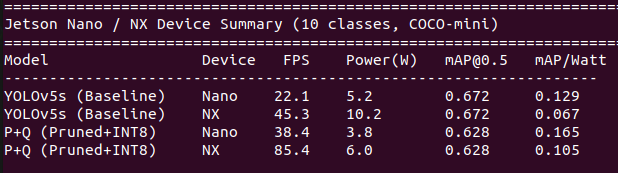 ==================================================================
Jetson Nano / NX Device Summary (10 classes, COCO-mini)
==================================================================
Model Device FPS Power(W) mAP@0.5 mAP/Watt
------------------------------------------------------------------
YOLOv5s (Baseline) Nano 22.1 5.2 0.672 0.129
YOLOv5s (Baseline) NX 45.3 10.2 0.672 0.067
P+Q (Pruned+INT8) Nano 38.4 3.8 0.628 0.165
P+Q (Pruned+INT8) NX 85.4 6.0 0.628 0.105